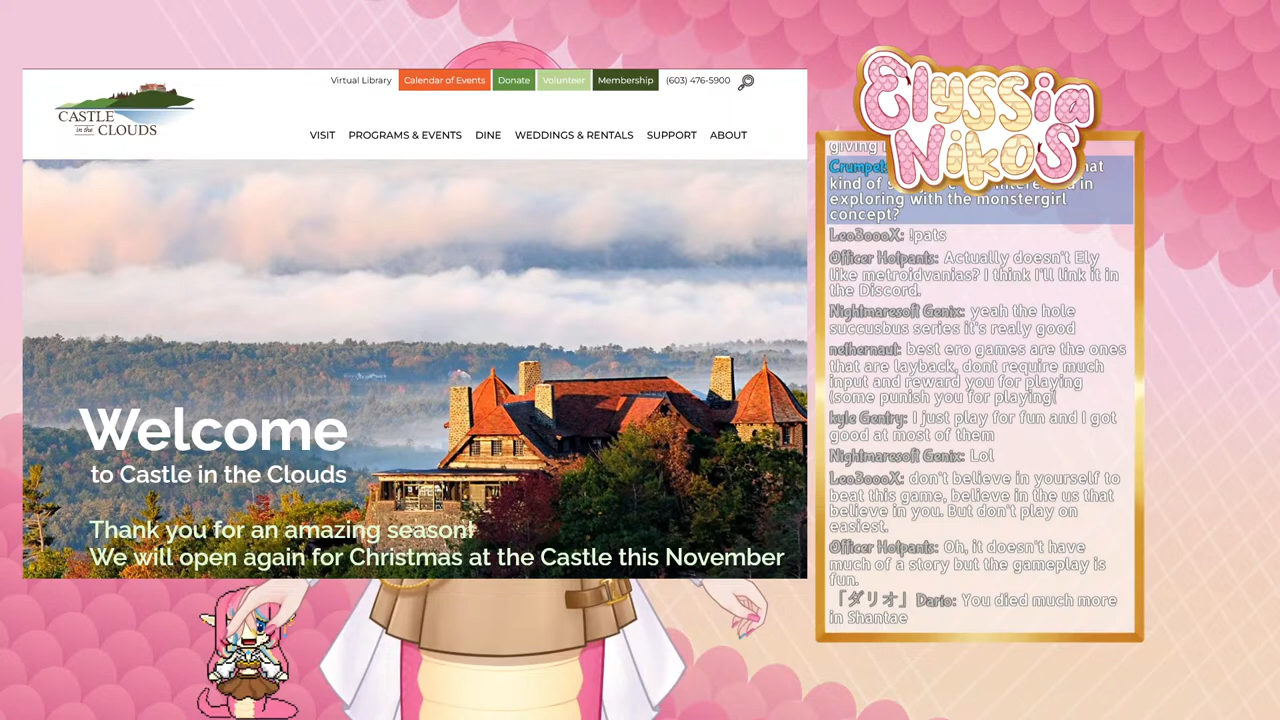 Virtual Library
Calendar of Events
Donate
Volunteer
Membership
(603) 476-5900
CASTLE
in the
CLOUDS
VISIT
PROGRAMS & EVENTS
DINE
WEDDINGS & RENTALS
SUPPORT
ABOUT
Welcome
to Castle in the Clouds
Thank you for an amazing season!
We will open again for Christmas at the Castle this November
Elyssia
Nikos
giving
hat
kind of in
exploring with the monstergirl
concept?
Leo3oooX: !pats
Officer Hotpants: Actually doesn't Ely
like metroidvanias? I think I'll link it in
the Discord.
Nightmaresoft Genix: yeah the hole
succusbus series it's realy good
nethernaut: best ero games are the ones
that are layback, dont require much
input and reward you for playing
(some punish you for playing(
kyle Gentry: I just play for fun and I got
good at most of them
Nightmaresoft Genix: Lol
Leo3oooX: don't believe in yourself to
beat this game, believe in the us that
believe in you. But don't play on
easiest.
Officer Hotpants: Oh, it doesn't have
much of a story but the gameplay is
fun.
「ダリオ」Dario: You died much more
in Shantae